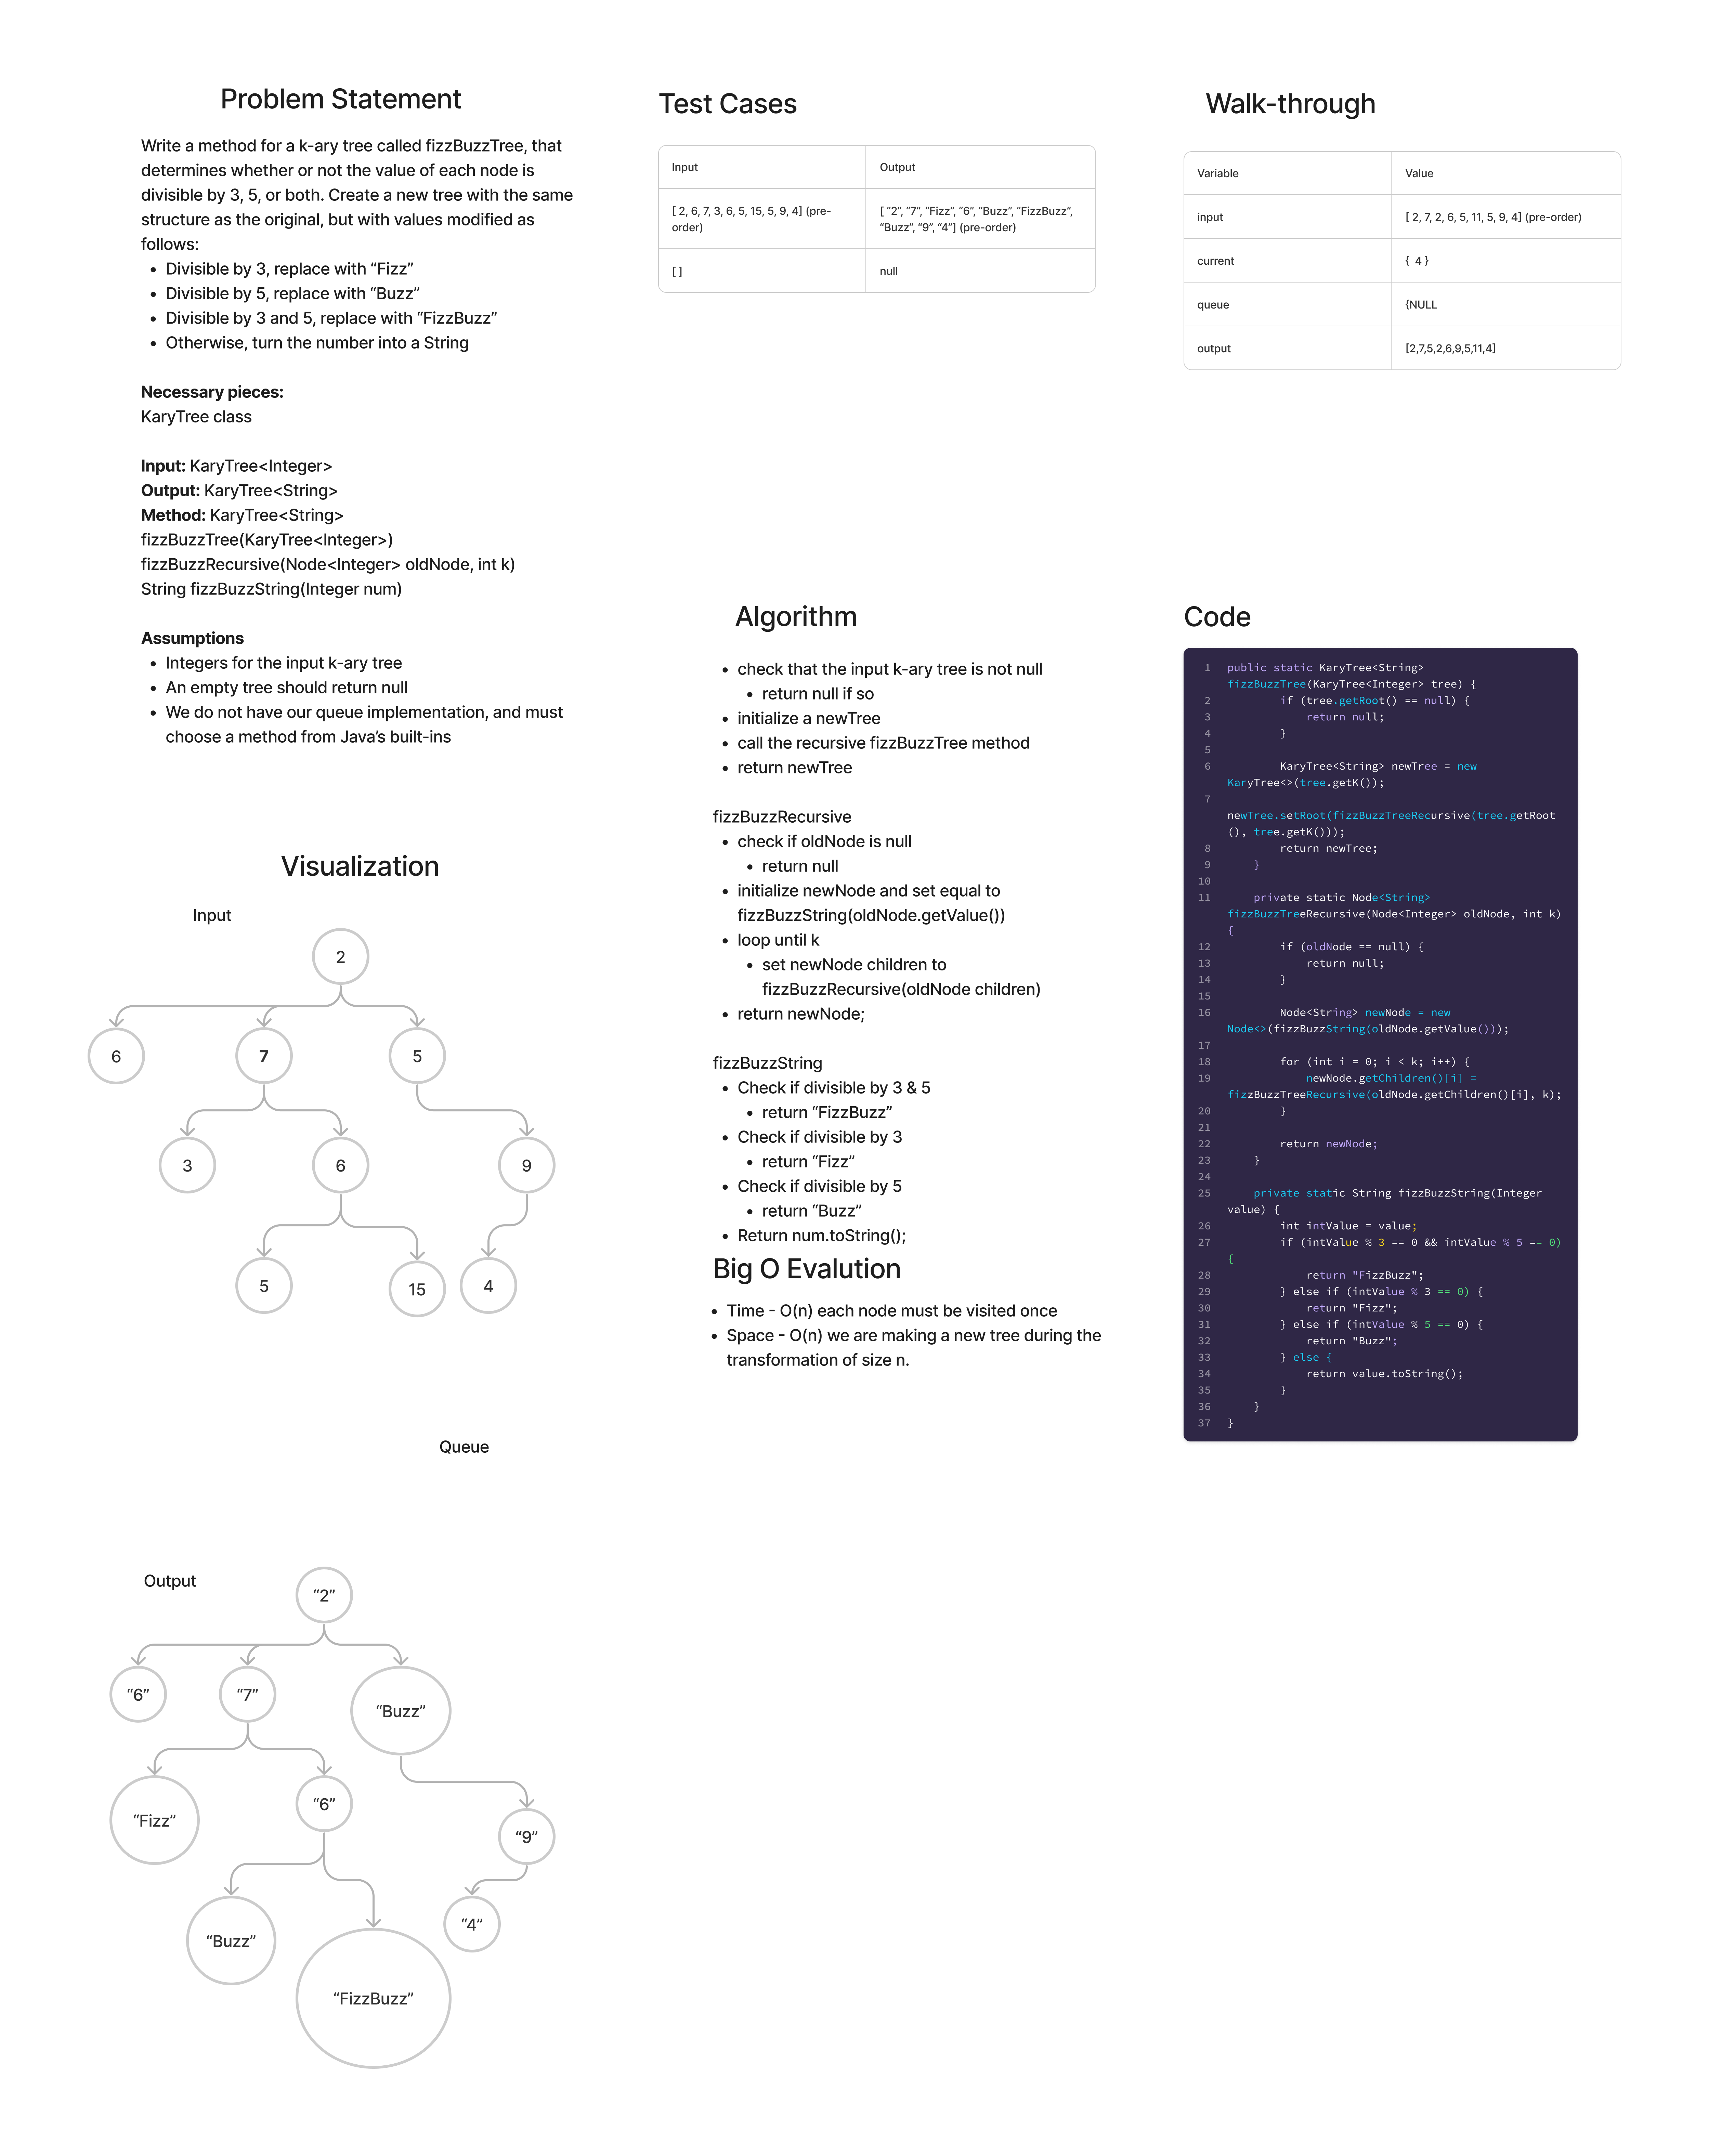 Problem Statement
Write a method for a k-ary tree called fizzBuzzTree, that
determines whether or not the value of each node is
divisible by 3, 5, or both. Create a new tree with the same
structure as the original, but with values modified as
follows:
• Divisible by 3, replace with “Fizz”
• Divisible by 5, replace with “Buzz”
• Divisible by 3 and 5, replace with “FizzBuzz”
• Otherwise, turn the number into a String
Necessary pieces:
KaryTree class
Input: KaryTree<Integer>
Output: KaryTree<String>
Method: KaryTree<String>
fizzBuzzTree(KaryTree<Integer>)
fizzBuzzRecursive(Node<Integer> oldNode, int k)
String fizzBuzzString(Integer num)
Assumptions
• Integers for the input k-ary tree
• An empty tree should return null
• We do not have our queue implementation, and must
choose a method from Java’s built-ins
Visualization
Input
2
6
7
5
3
6
9
5
15
4
Queue
Output
“2”
“6”
“7”
“Buzz”
“Fizz”
“6”
“9”
“Buzz”
“4”
“FizzBuzz”
Test Cases
Input
Output
[ 2, 6, 7, 3, 6, 5, 15, 5, 9, 4] (pre-
order)
[ “2”, “7”, “Fizz”, “6”, “Buzz”, “FizzBuzz”,
“Buzz”, “9”, “4”] (pre-order)
[ ]
null
Algorithm
• check that the input k-ary tree is not null
• return null if so
• initialize a newTree
• call the recursive fizzBuzzTree method
• return newTree
fizzBuzzRecursive
• check if oldNode is null
• return null
• initialize newNode and set equal to
fizzBuzzString(oldNode.getValue())
• loop until k
• set newNode children to
fizzBuzzRecursive(oldNode children)
• return newNode;
fizzBuzzString
• Check if divisible by 3 & 5
• return “FizzBuzz”
• Check if divisible by 3
• return “Fizz”
• Check if divisible by 5
• return “Buzz”
• Return num.toString();
Big O Evalution
• Time - O(n) each node must be visited once
• Space - O(n) we are making a new tree during the
transformation of size n.
Walk-through
Variable
Value
input
[ 2, 7, 2, 6, 5, 11, 5, 9, 4] (pre-order)
current
{ 4 }
queue
{NULL
output
[2,7,5,2,6,9,5,11,4]
Code
1 public static KaryTree<String>
fizzBuzzTree(KaryTree<Integer> tree) {
2 if (tree.getRoot() == null) {
3 return null;
4 }
5
6 KaryTree<String> newTree = new
KaryTree<>(tree.getK());
7
newTree.setRoot(fizzBuzzTreeRecursive(tree.getRoot
(), tree.getK()));
8 return newTree;
9 }
10
11 private static Node<String>
fizzBuzzTreeRecursive(Node<Integer> oldNode, int k)
{
12 if (oldNode == null) {
13 return null;
14 }
15
16 Node<String> newNode = new
Node<>(fizzBuzzString(oldNode.getValue()));
17
18 for (int i = 0; i < k; i++) {
19 newNode.getChildren()[i] =
fizzBuzzTreeRecursive(oldNode.getChildren()[i], k);
20 }
21
22 return newNode;
23 }
24
25 private static String fizzBuzzString(Integer
value) {
26 int intValue = value;
27 if (intValue % 3 == 0 && intValue % 5 == 0)
{
28 return "FizzBuzz";
29 } else if (intValue % 3 == 0) {
30 return "Fizz";
31 } else if (intValue % 5 == 0) {
32 return "Buzz";
33 } else {
34 return value.toString();
35 }
36 }
37 }